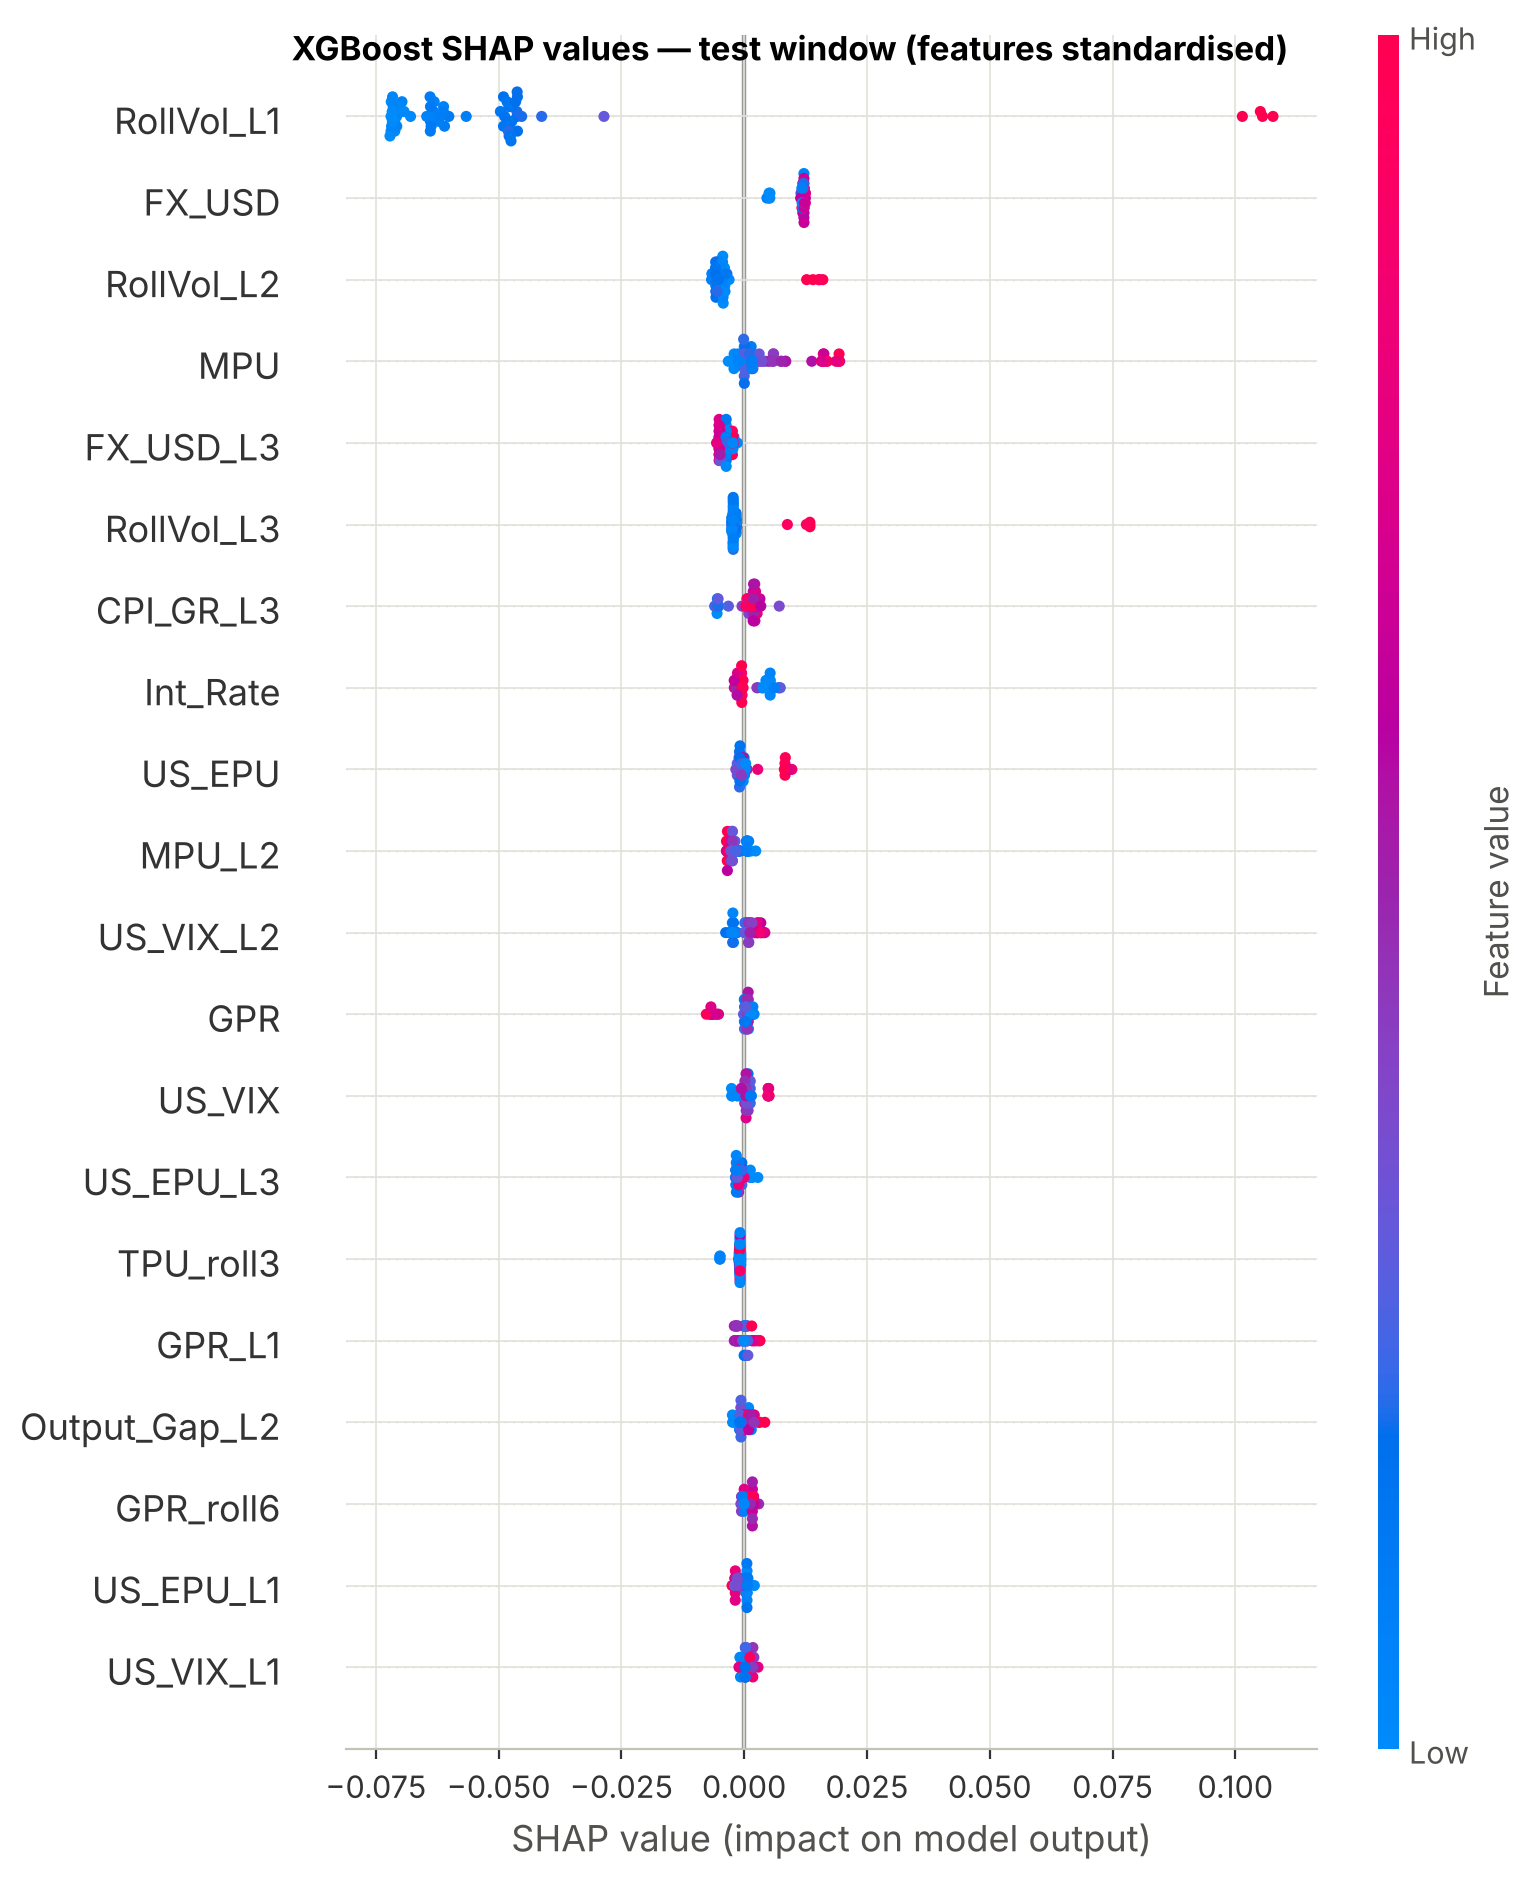 XGBoost SHAP values — test window (features standardised)
High
RollVol_L1
FX_USD
RollVol_L2
MPU
FX_USD_L3
RollVol_L3
CPI_GR_L3
Int_Rate
US_EPU
MPU_L2
US_VIX_L2
GPR
US_VIX
US_EPU_L3
TPU_roll3
GPR_L1
Output_Gap_L2
GPR_roll6
US_EPU_L1
US_VIX_L1
Feature value
Low
−0.075 −0.050 −0.025 0.000 0.025 0.050 0.075 0.100
SHAP value (impact on model output)